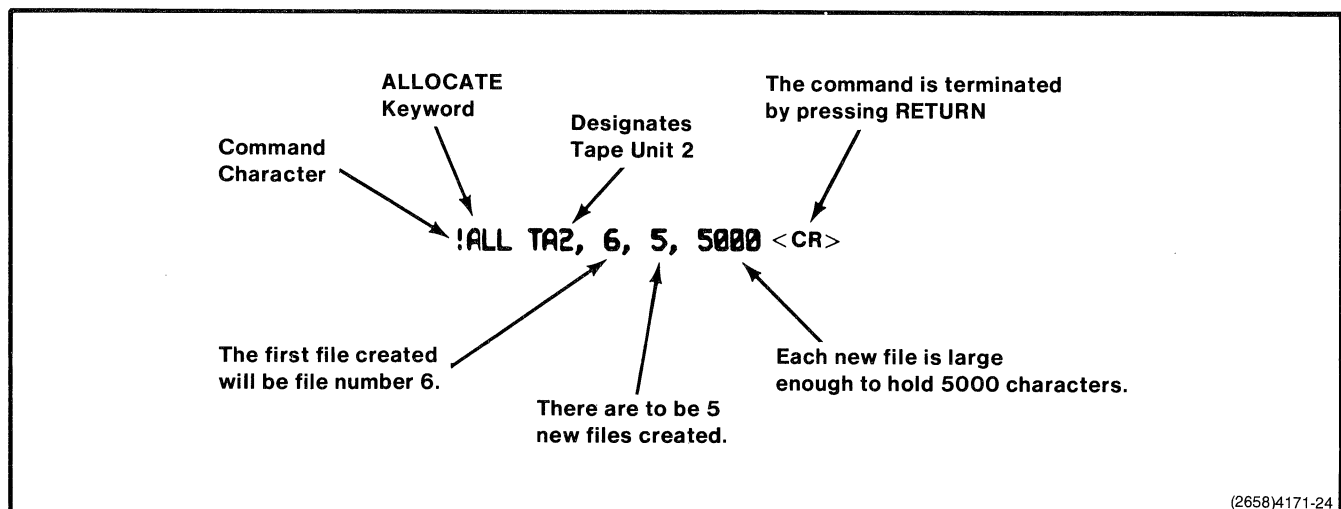 ALLOCATE
Keyword
The command is terminated
by pressing RETURN
Designates
Tape Unit 2
Command
Character
!ALL TA2, 6, 5, 5000 <CR>
The first file created
will be file number 6.
Each new file is large
enough to hold 5000 characters.
There are to be 5
new files created.
(2658)4171-24